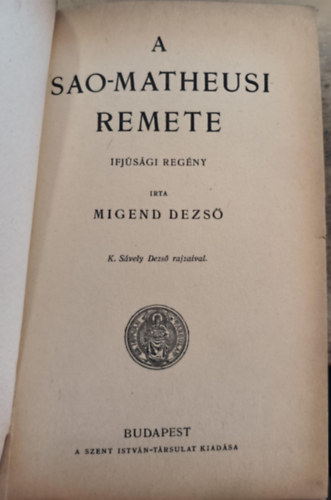 A
SAO-MATHEUSI
REMETE
IFJÚSÁGI REGÉNY
IRTA
MIGEND DEZSŐ
K. Sávely Dezső rajzaival.
BUDAPEST
A SZENT ISTVÁN-TÁRSULAT KIADÁSA